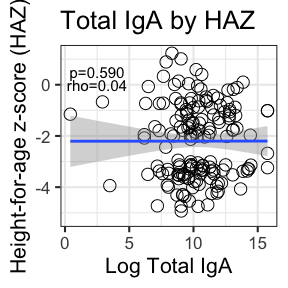 Total IgA by HAZ
Height-for-age z-score (HAZ)
p=0.590
rho=0.04
0
-2
-4
0 5 10 15
Log Total IgA